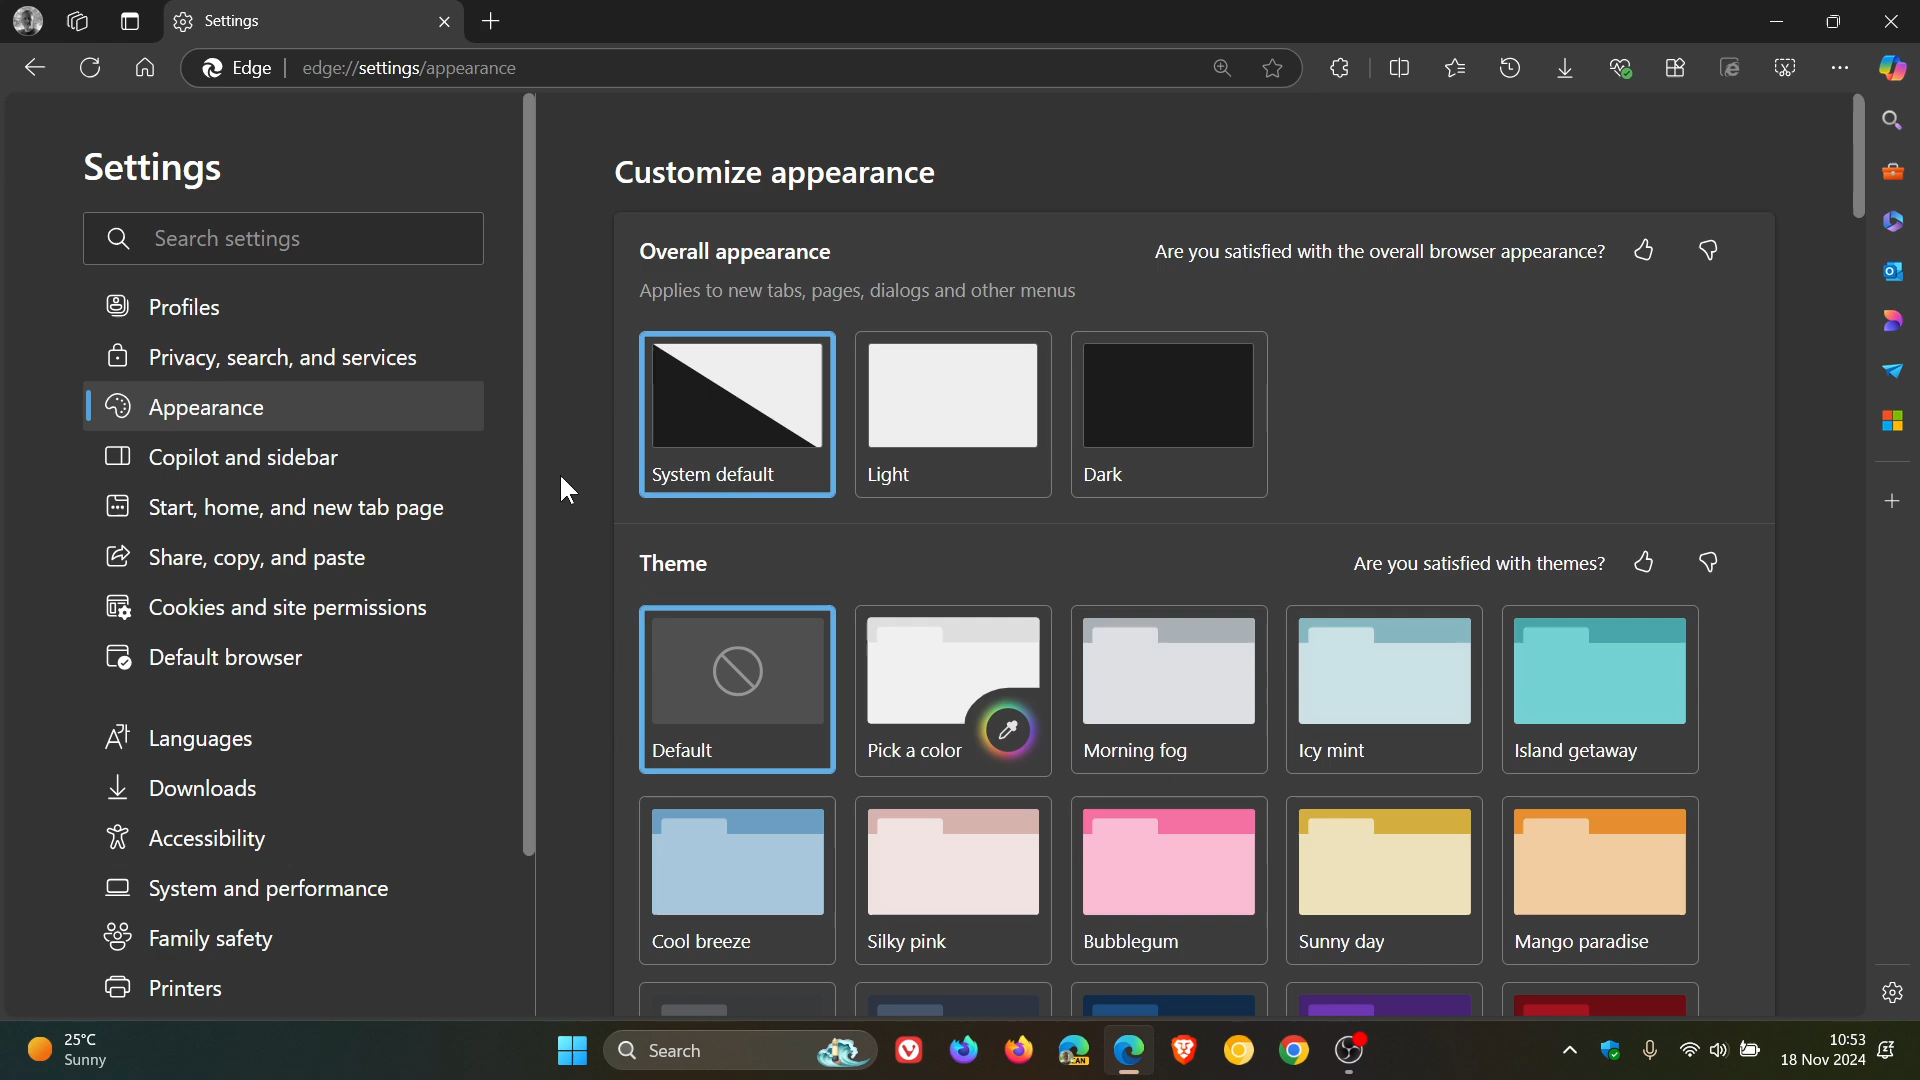 Settings
Edge
edge://settings/appearance
Settings
Search settings
Profiles
Privacy, search, and services
Appearance
Copilot and sidebar
Start, home, and new tab page
Share, copy, and paste
Cookies and site permissions
Default browser
Languages
Downloads
Accessibility
System and performance
Family safety
Printers
Customize appearance
Overall appearance
Are you satisfied with the overall browser appearance?
Applies to new tabs, pages, dialogs and other menus
System default
Light
Dark
Theme
Are you satisfied with themes?
Default
Pick a color
Morning fog
Icy mint
Island getaway
Cool breeze
Silky pink
Bubblegum
Sunny day
Mango paradise
25°C
Sunny
Search
CAN
10:53
18 Nov 2024